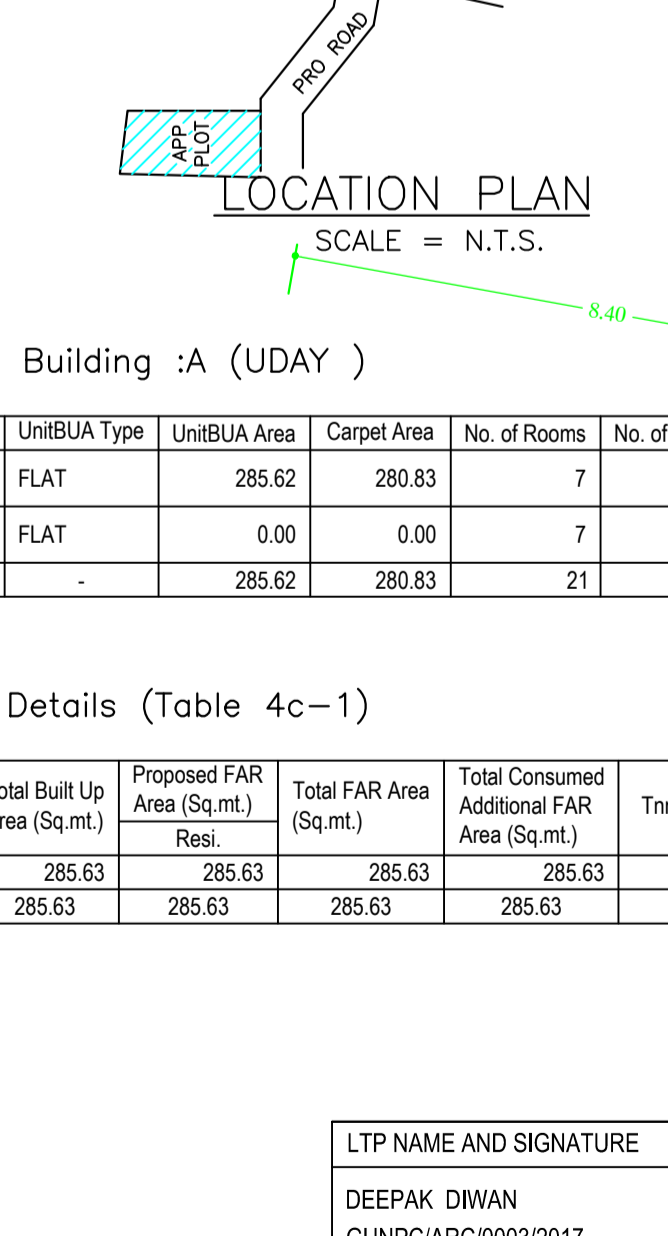 PRO ROAD
APP
PLOT
LOCATION PLAN
SCALE = N.T.S.
8.40
Building :A (UDAY )
UnitBUA Type UnitBUA Area Carpet Area No. of Rooms No. of
FLAT 285.62 280.83 7
FLAT 0.00 0.00 7
- 285.62 280.83 21
Details (Table 4c-1)
Built Up Proposed FAR Total FAR Area Total Consumed
(Sq.mt.) Area (Sq.mt.) (Sq.mt.) Additional FAR
Resi. Area (Sq.mt.)
285.63 285.63 285.63 285.63
285.63 285.63 285.63 285.63
LTP NAME AND SIGNATURE
DEEPAK DIWAN